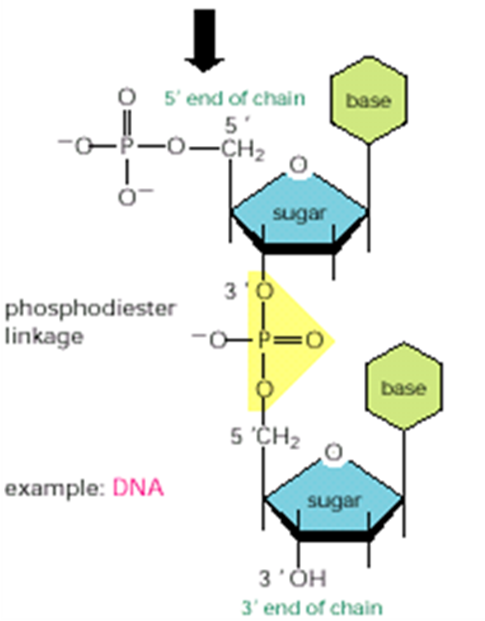 5′ end of chain
base
O
5 ′
⁻O—P—O—CH₂
O⁻
O
sugar
3 ′O
phosphodiester
linkage
⁻O—P=O
O
base
5 ′CH₂
O
example: DNA
sugar
3 ′OH
3′ end of chain